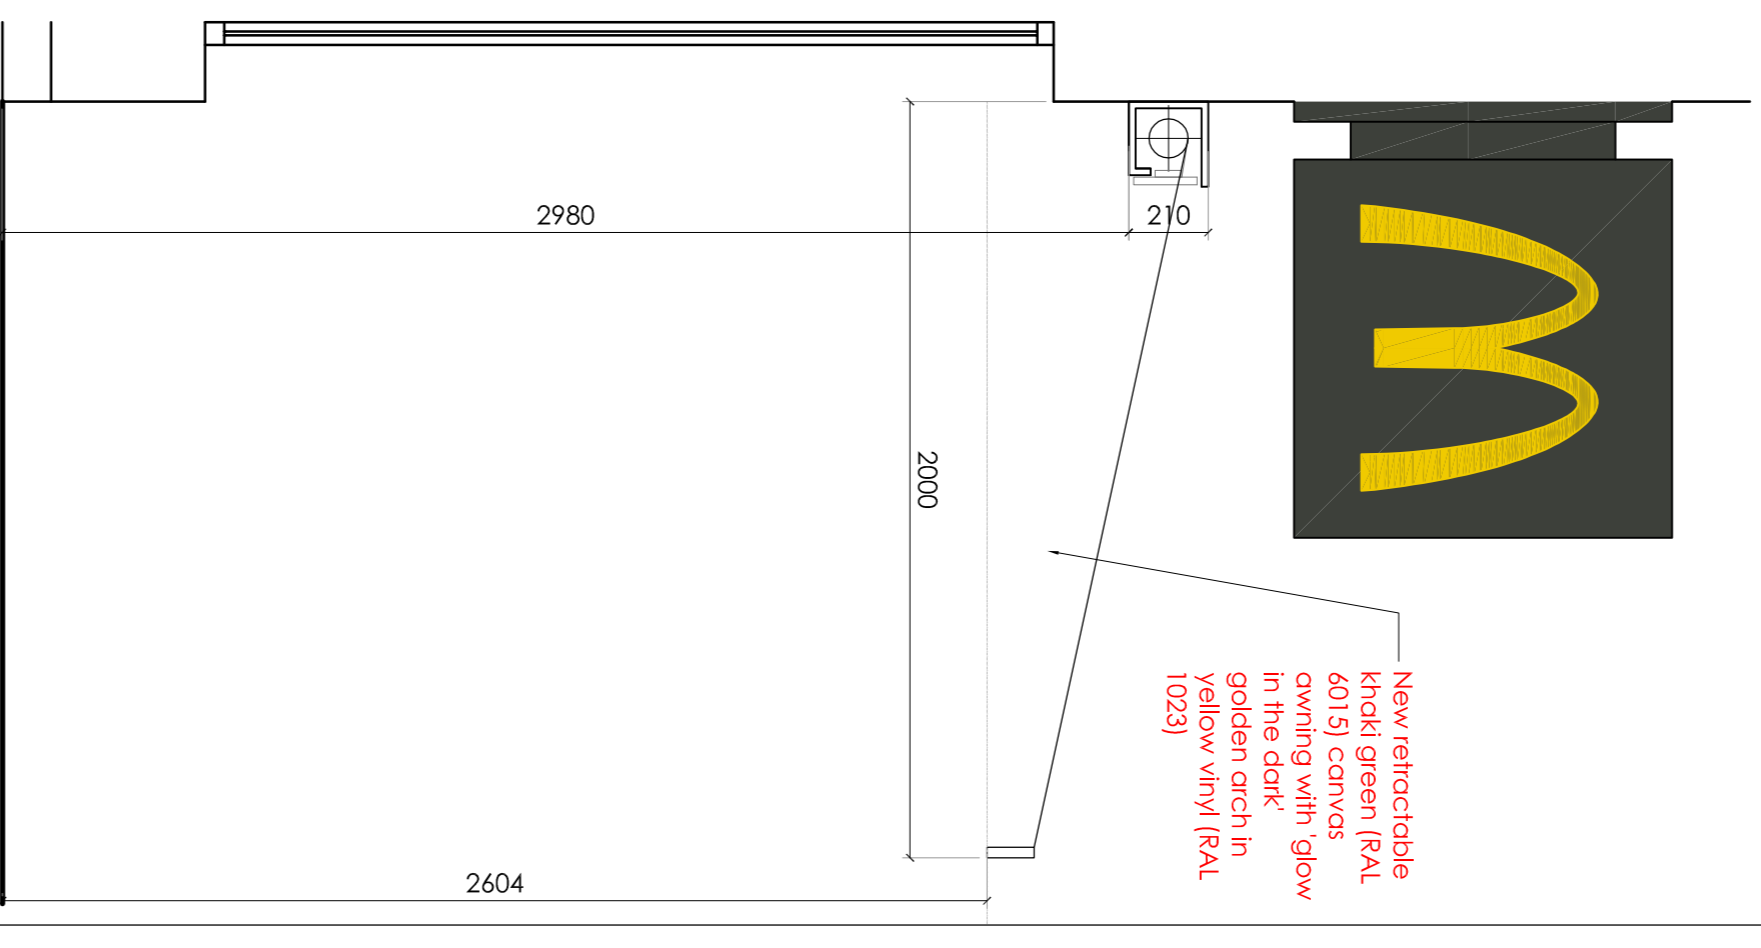 2980
210
2000
2604
New retractable
khaki green (RAL
6015) canvas
awning with 'glow
in the dark'
golden arch in
yellow vinyl (RAL
1023)